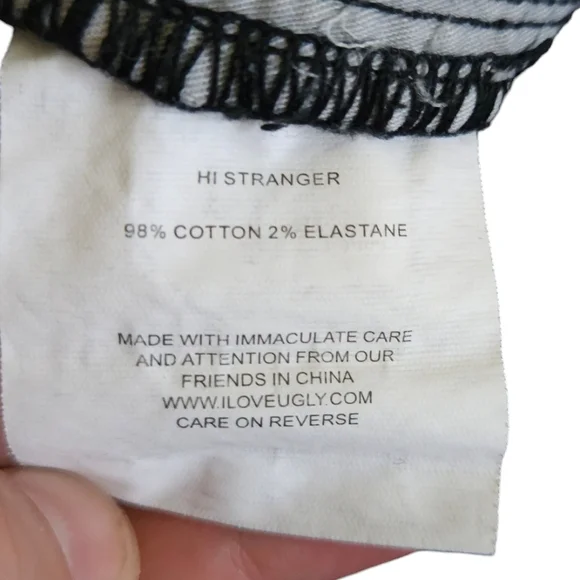 HI STRANGER
98% COTTON 2% ELASTANE
MADE WITH IMMACULATE CARE
AND ATTENTION FROM OUR
FRIENDS IN CHINA
WWW.ILOVEUGLY.COM
CARE ON REVERSE